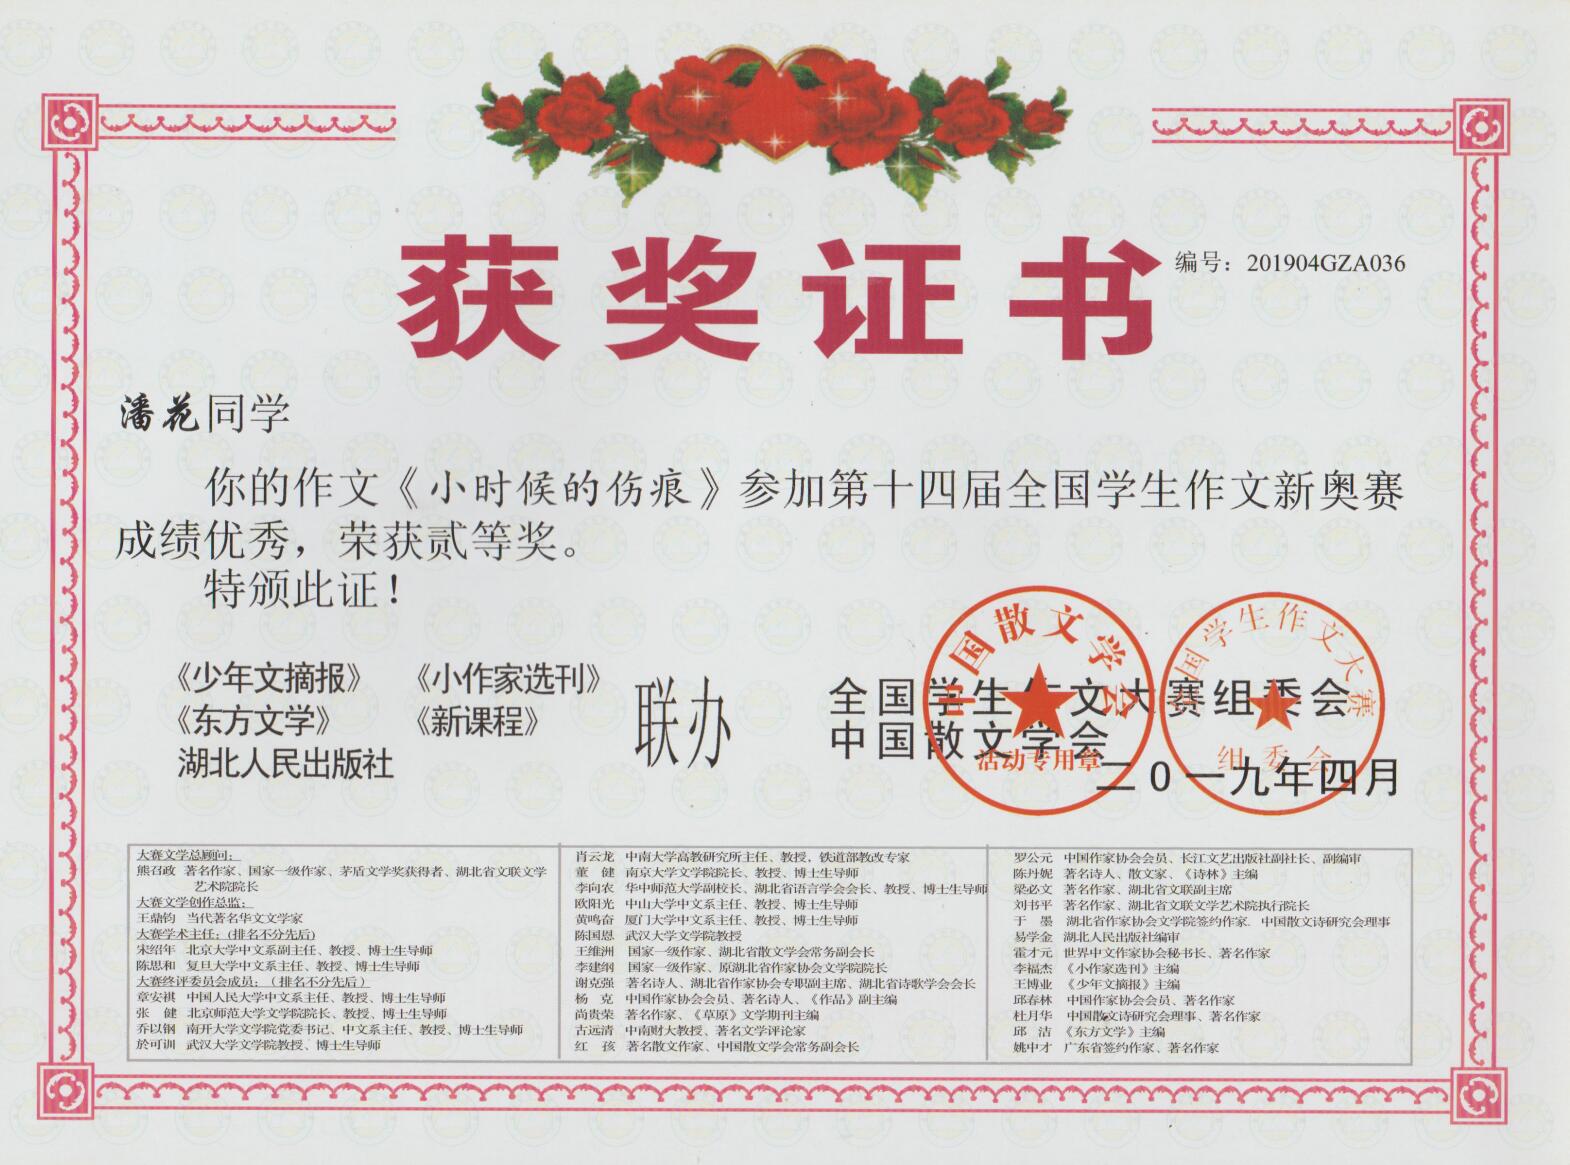 获奖证书
编号：201904GZA036
潘花同学
你的作文《小时候的伤痕》参加第十四届全国学生作文新奥赛
成绩优秀，荣获贰等奖。
特颁此证！
《少年文摘报》 《小作家选刊》
《东方文学》 《新课程》
湖北人民出版社
联办
全国学生作文大赛组委会
中国散文学会
二0一九年四月
中国散文学会
活动专用章
全国学生作文大赛
组委会
大赛文学总顾问：
熊召政 著名作家、国家一级作家、茅盾文学奖获得者、湖北省文联文学
艺术院院长
大赛文学创作总监：
王鼎钧 当代著名华文文学家
大赛学术主任：(排名不分先后)
宋绍年 北京大学中文系副主任、教授、博士生导师
陈思和 复旦大学中文系主任、教授、博士生导师
大赛终评委员会成员：（排名不分先后）
章安祺 中国人民大学中文系主任、教授、博士生导师
张 健 北京师范大学文学院院长、教授、博士生导师
乔以钢 南开大学文学院党委书记、中文系主任、教授、博士生导师
於可训 武汉大学文学院教授、博士生导师
肖云龙 中南大学高教研究所主任、教授，铁道部教改专家
董 健 南京大学文学院院长、教授、博士生导师
李向农 华中师范大学副校长、湖北省语言学会会长、教授、博士生导师
欧阳光 中山大学中文系主任、教授、博士生导师
黄鸣奋 厦门大学中文系主任、教授、博士生导师
陈国恩 武汉大学文学院教授
王维洲 国家一级作家、湖北省散文学会常务副会长
李建纲 国家一级作家、原湖北省作家协会文学院院长
谢克强 著名诗人、湖北省作家协会专职副主席、湖北省诗歌学会会长
杨 克 中国作家协会会员、著名诗人、《作品》副主编
尚贵荣 著名作家、《草原》文学期刊主编
古远清 中南财大教授、著名文学评论家
红 孩 著名散文作家、中国散文学会常务副会长
罗公元 中国作家协会会员、长江文艺出版社副社长、副编审
陈丹妮 著名诗人、散文家、《诗林》主编
梁必文 著名作家、湖北省文联副主席
刘书平 著名作家、湖北省文联文学艺术院执行院长
于 墨 湖北省作家协会文学院签约作家．中国散文诗研究会理事
易学金 湖北人民出版社编审
霍才元 世界中文作家协会秘书长、著名作家
李福杰 《小作家选刊》主编
王博业 《少年文摘报》主编
邱春林 中国作家协会会员、著名作家
杜月华 中国散文诗研究会理事、著名作家
邱 洁 《东方文学》主编
姚中才 广东省签约作家、著名作家